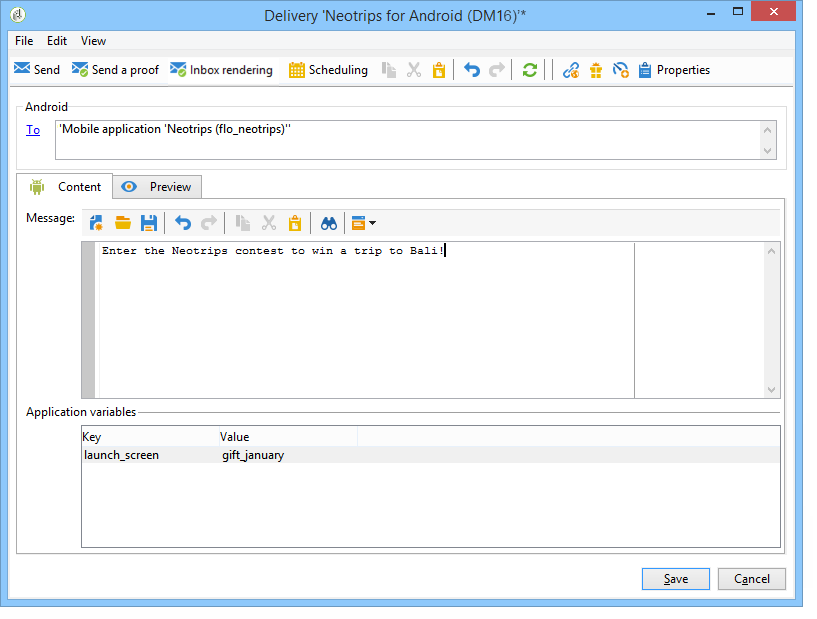 Delivery 'Neotrips for Android (DM16)'*
File Edit View
Send Send a proof Inbox rendering Scheduling Properties
Android
To 'Mobile application 'Neotrips (flo_neotrips)''
Content Preview
Message:
Enter the Neotrips contest to win a trip to Bali!
Application variables
Key Value
launch_screen gift_january
Save Cancel